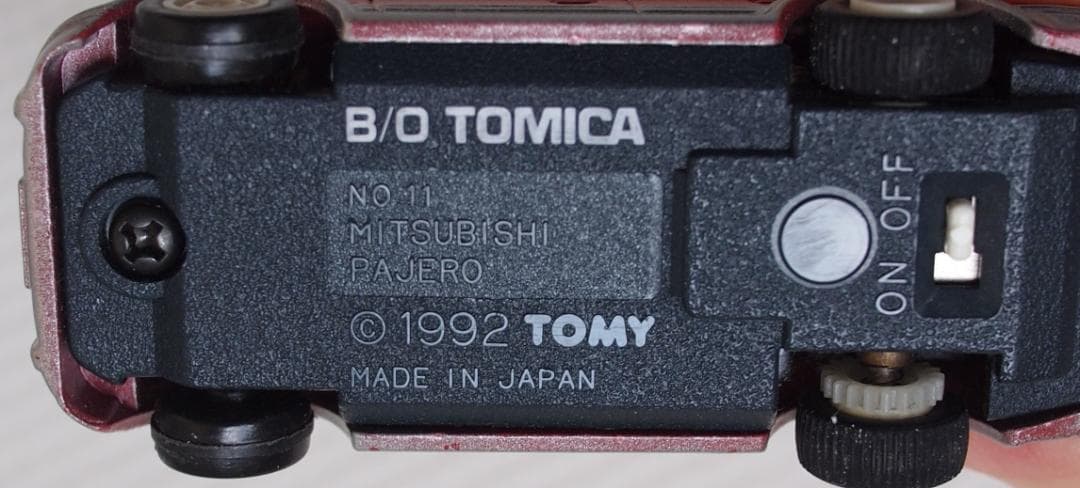 B/O TOMICA
NO 11
MITSUBISHI
PAJERO
© 1992 TOMY
MADE IN JAPAN
ON OFF